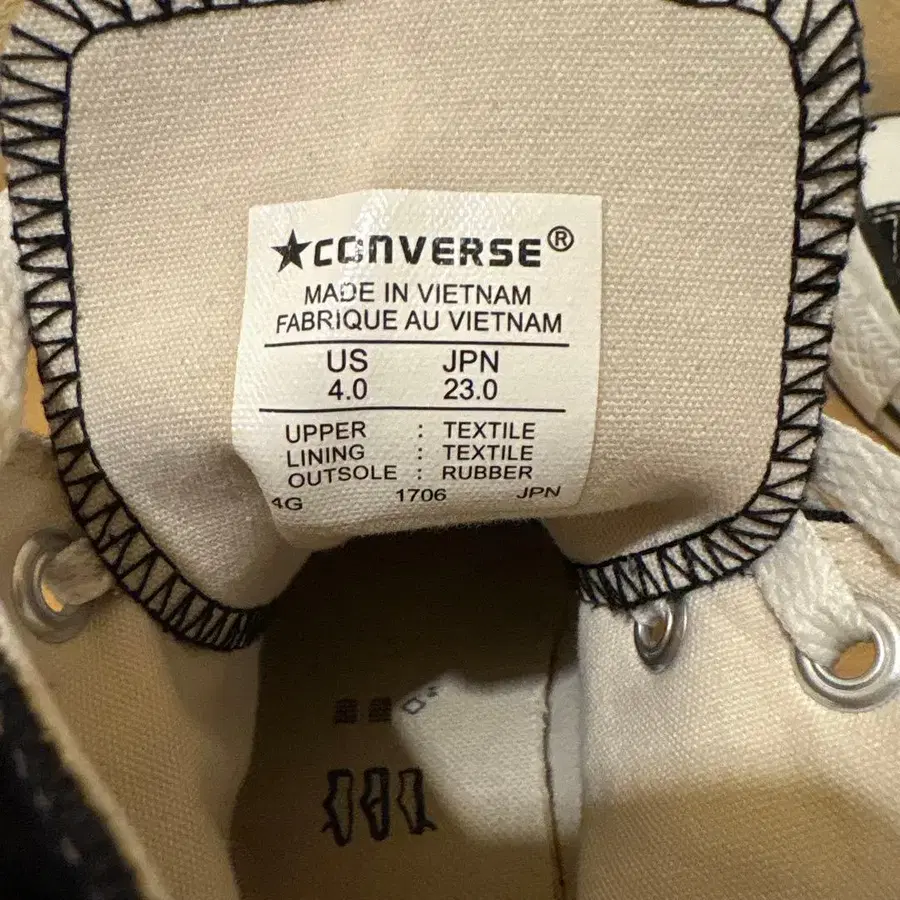 ★CONVERSE®
MADE IN VIETNAM
FABRIQUE AU VIETNAM
US JPN
4.0 23.0
UPPER : TEXTILE
LINING : TEXTILE
OUTSOLE : RUBBER
4G 1706 JPN